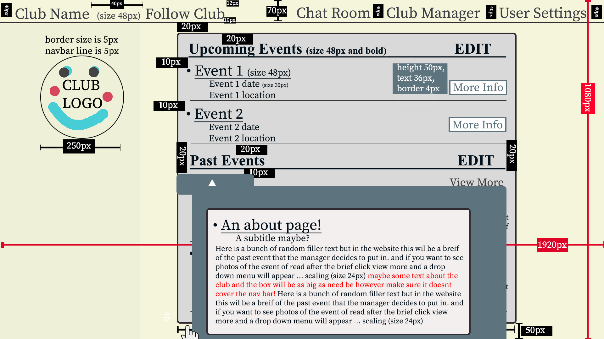 Club Name (size 48px) Follow Club 70px Chat Room Club Manager User Settings
20px
border size is 5px
navbar line is 5px
20px
Upcoming Events (size 48px and bold) EDIT
10px
• Event 1 (size 48px)
Event 1 date (size 36px)
Event 1 location
height 50px,
text 36px,
border 4px
More Info
CLUB
LOGO
10px
• Event 2
Event 2 date
Event 2 location
More Info
1080px
250px
20px
20px
20px
Past Events EDIT
10px
View More
• An about page!
A subtitle maybe?
Here is a bunch of random filler text but in the website this wil be a breif
of the past event that the manager decides to put in. and if you want to see
photos of the event of read after the brief click view more and a drop
down menu will appear ... scaling (size 24px) maybe some text about the
club and the box will be as big as need be however make sure it doesnt
cover the nav bar! Here is a bunch of random filler text but in the website
this wil be a breif of the past event that the manager decides to put in. and
if you want to see photos of the event of read after the brief click view
more and a drop down menu will appear ... scaling (size 24px)
1920px
50px